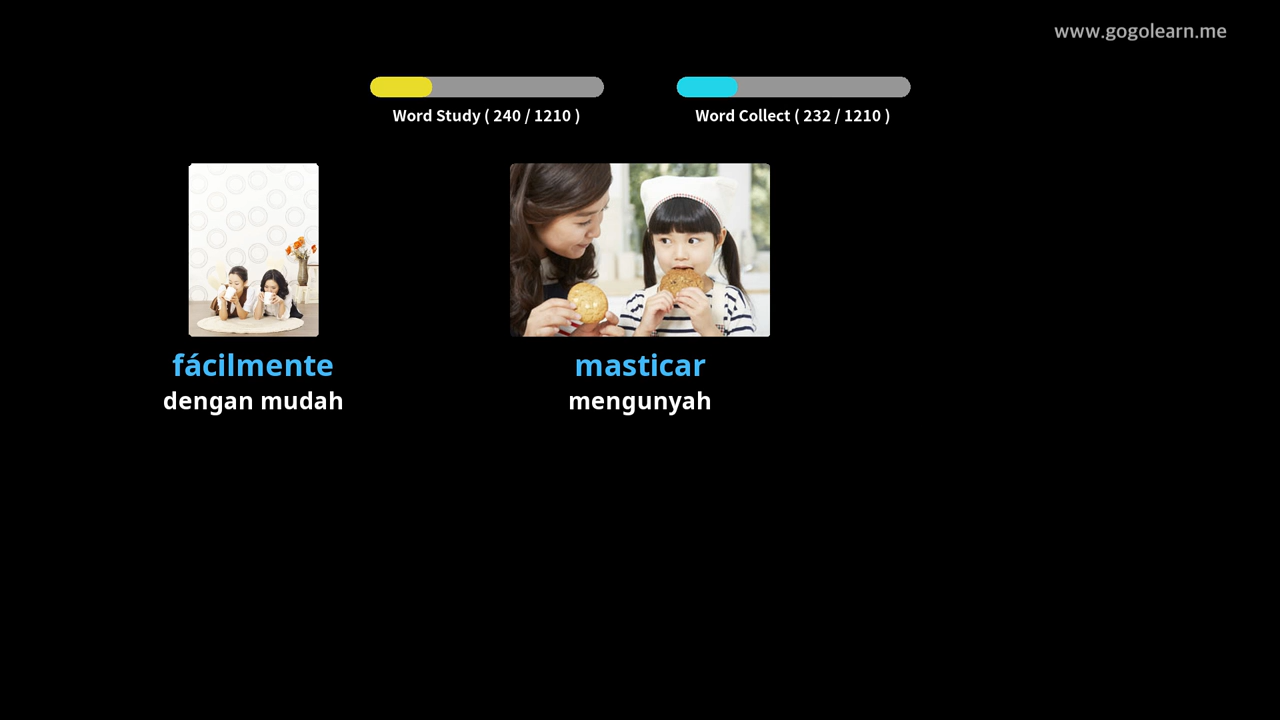 www.gogolearn.me
Word Study ( 240 / 1210 )
Word Collect ( 232 / 1210 )
fácilmente
dengan mudah
masticar
mengunyah